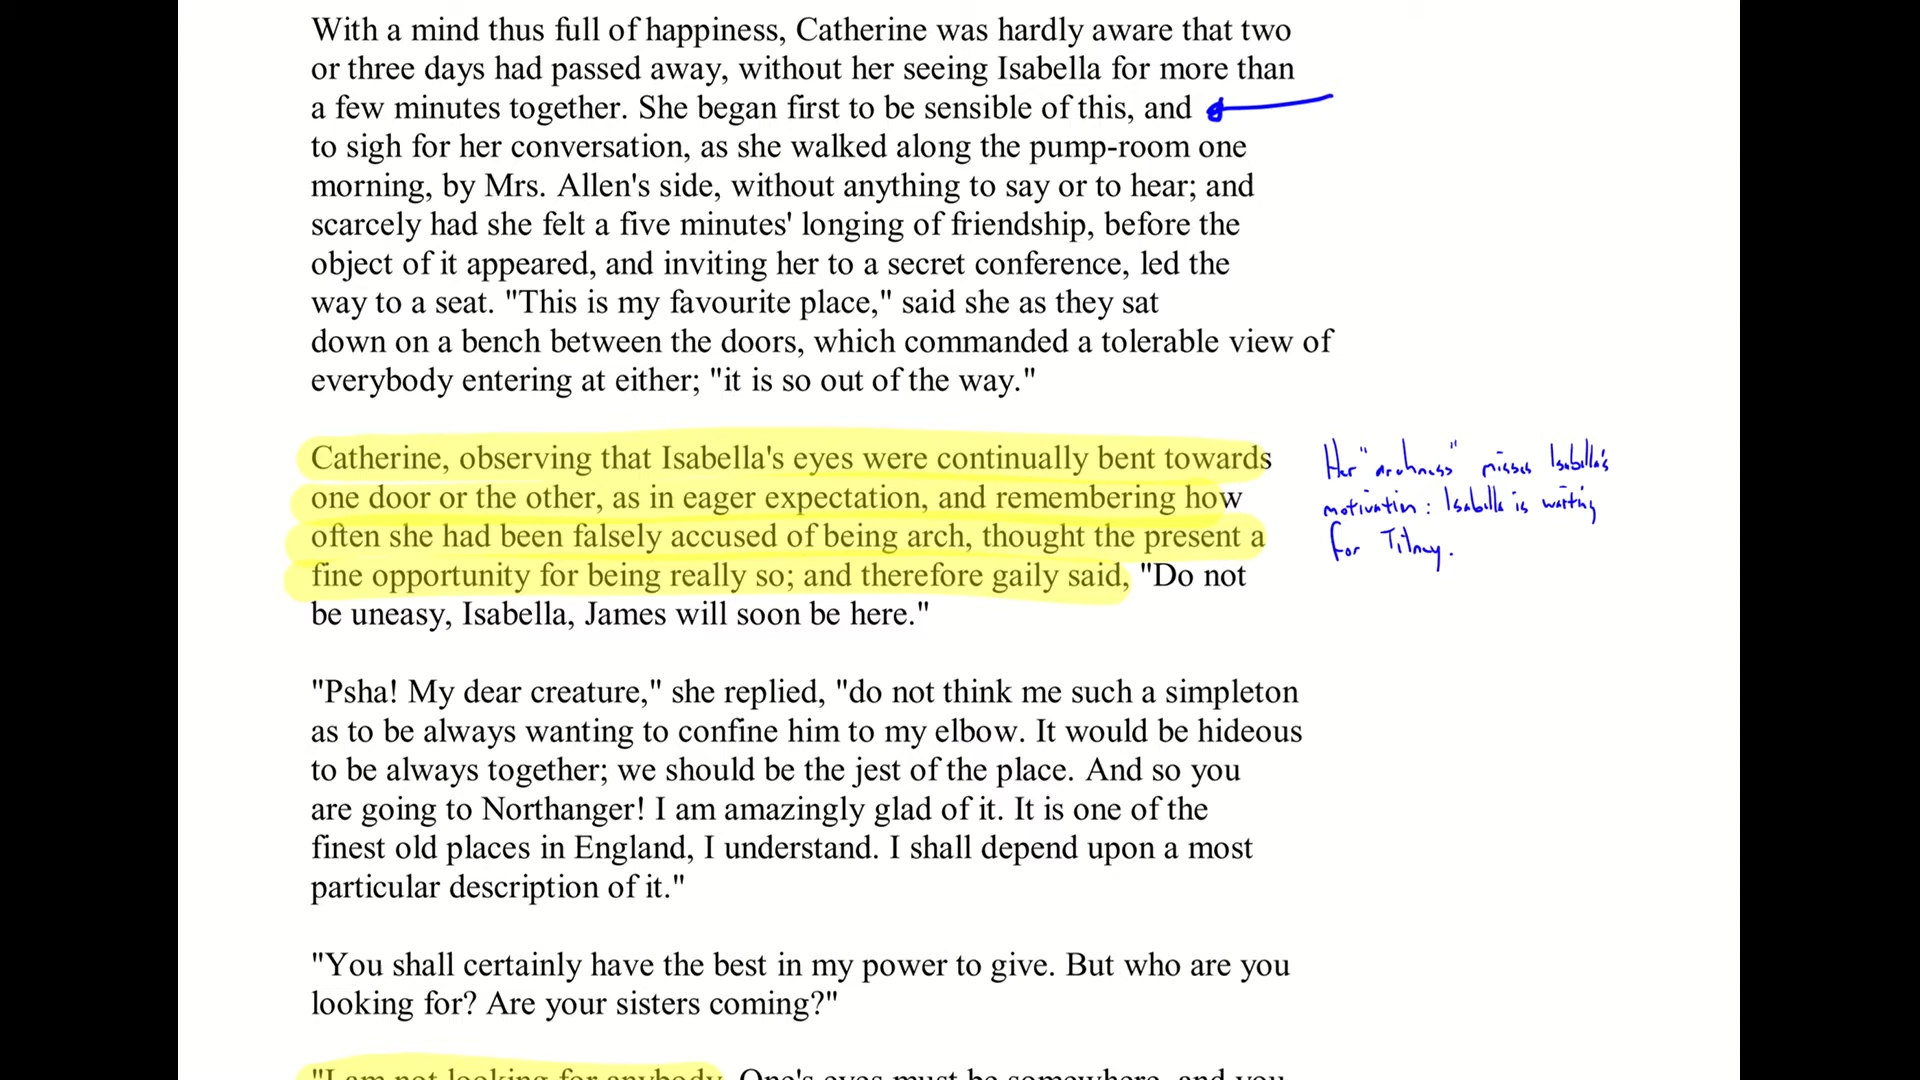 With a mind thus full of happiness, Catherine was hardly aware that two
or three days had passed away, without her seeing Isabella for more than
a few minutes together. She began first to be sensible of this, and
to sigh for her conversation, as she walked along the pump-room one
morning, by Mrs. Allen's side, without anything to say or to hear; and
scarcely had she felt a five minutes' longing of friendship, before the
object of it appeared, and inviting her to a secret conference, led the
way to a seat. "This is my favourite place," said she as they sat
down on a bench between the doors, which commanded a tolerable view of
everybody entering at either; "it is so out of the way."
Catherine, observing that Isabella's eyes were continually bent towards
one door or the other, as in eager expectation, and remembering how
often she had been falsely accused of being arch, thought the present a
fine opportunity for being really so; and therefore gaily said, "Do not
be uneasy, Isabella, James will soon be here."
Her "archness" misses Isabella's
motivation: Isabella is waiting
for Tilney.
"Psha! My dear creature," she replied, "do not think me such a simpleton
as to be always wanting to confine him to my elbow. It would be hideous
to be always together; we should be the jest of the place. And so you
are going to Northanger! I am amazingly glad of it. It is one of the
finest old places in England, I understand. I shall depend upon a most
particular description of it."
"You shall certainly have the best in my power to give. But who are you
looking for? Are your sisters coming?"
"I am not looking for anybody. One's eyes must be somewhere, and you